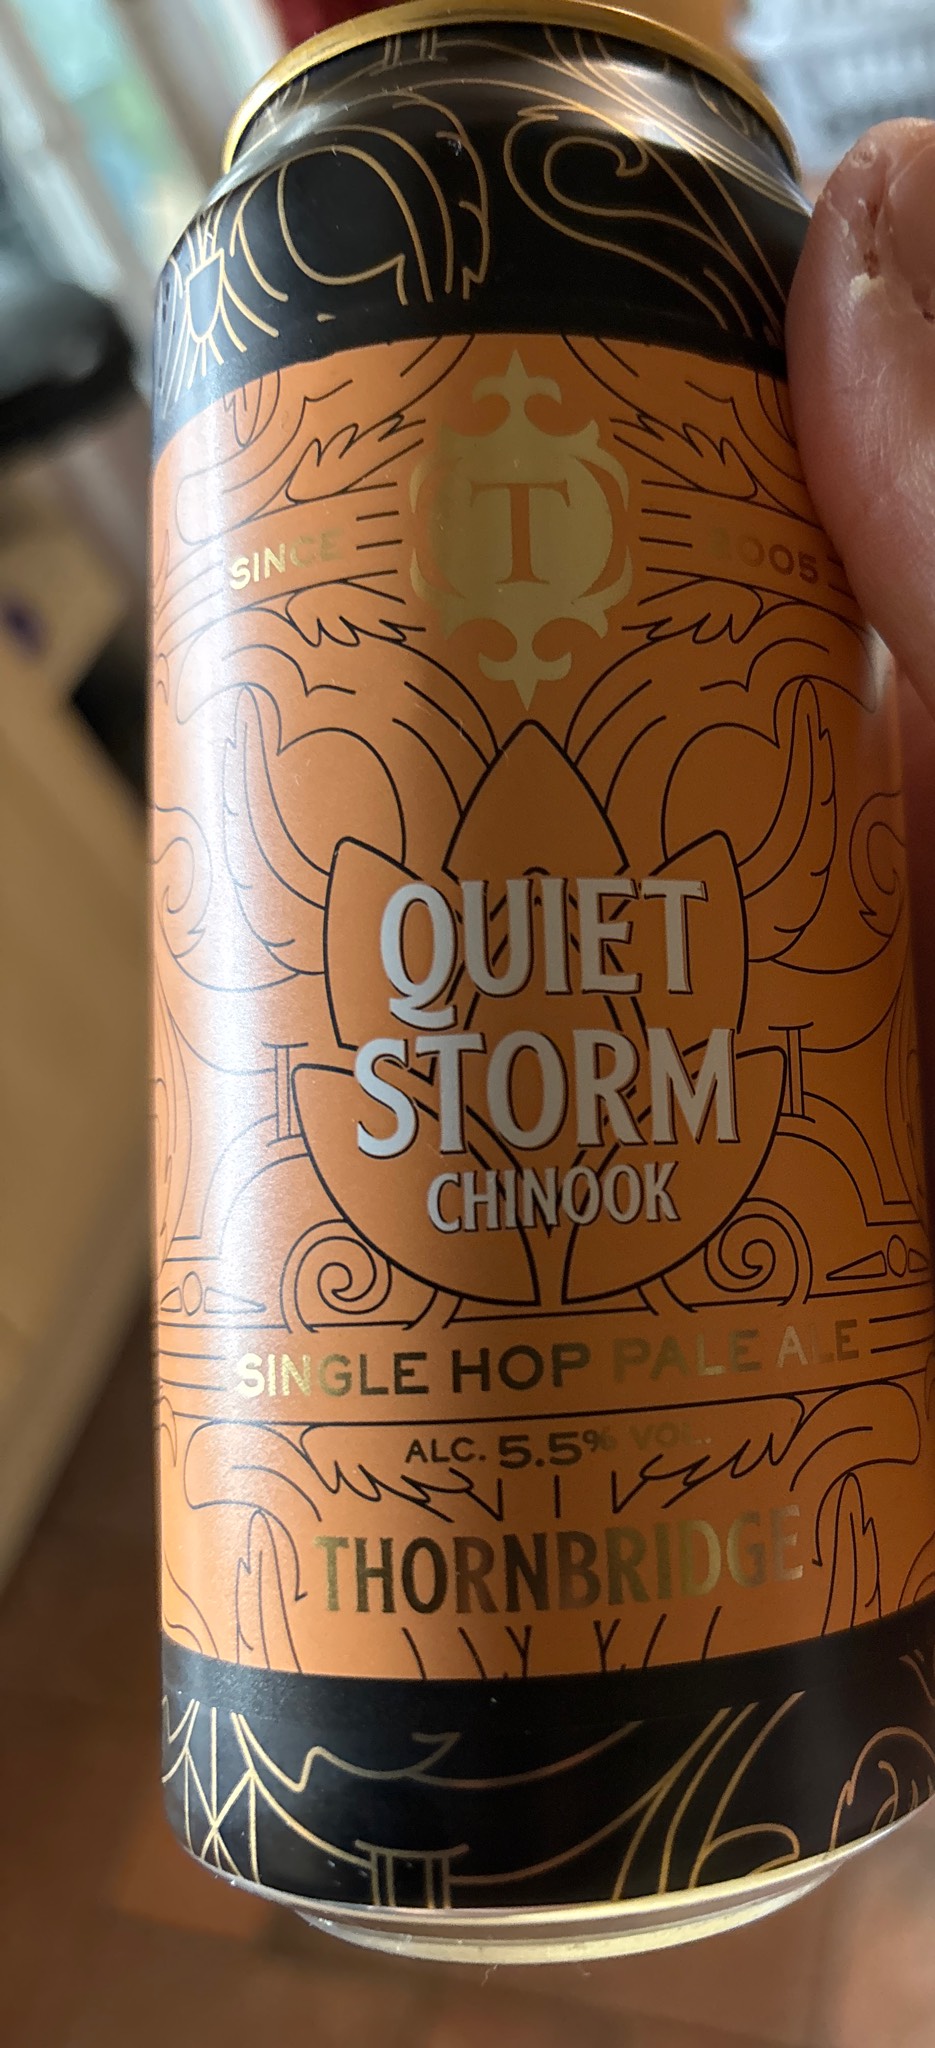 T
SINCE 2005
QUIET
STORM
CHINOOK
SINGLE HOP PALE ALE
ALC. 5.5% VOL.
THORNBRIDGE